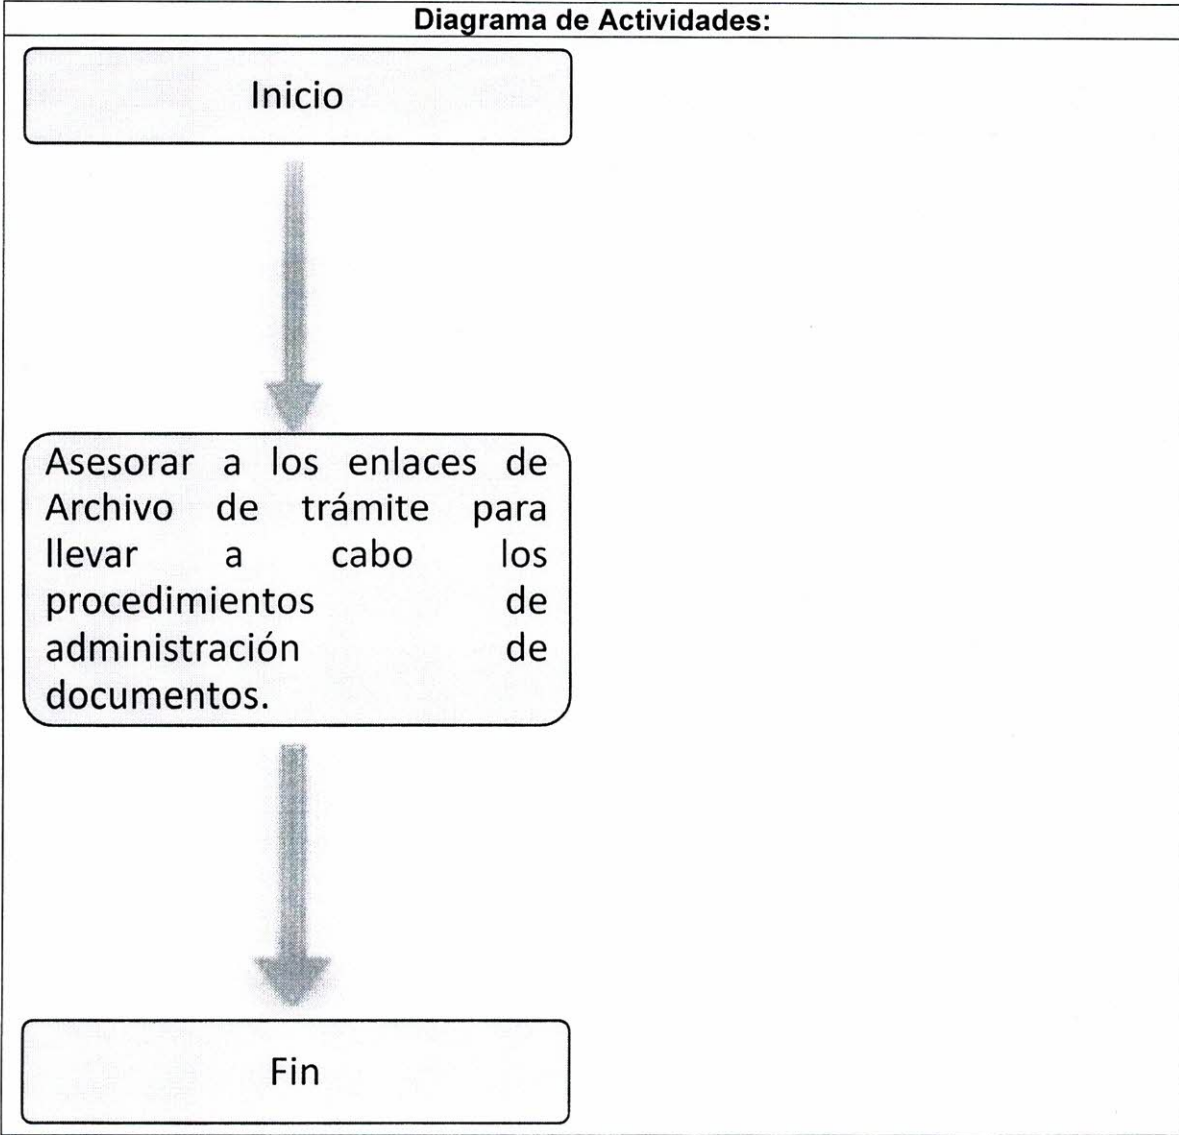 Diagrama de Actividades:
Inicio
Asesorar a los enlaces de
Archivo de trámite para
llevar a cabo los
procedimientos de
administración de
documentos.
Fin